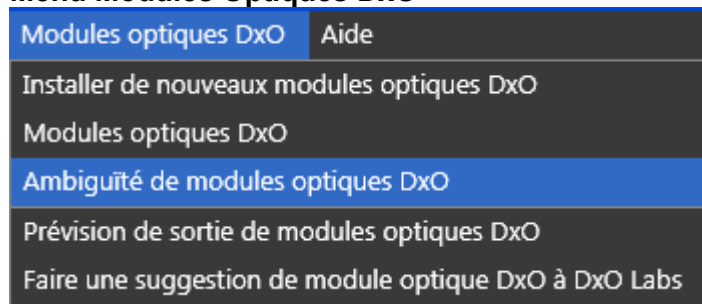 Modules optiques DxO Aide
Installer de nouveaux modules optiques DxO
Modules optiques DxO
Ambiguïté de modules optiques DxO
Prévision de sortie de modules optiques DxO
Faire une suggestion de module optique DxO à DxO Labs